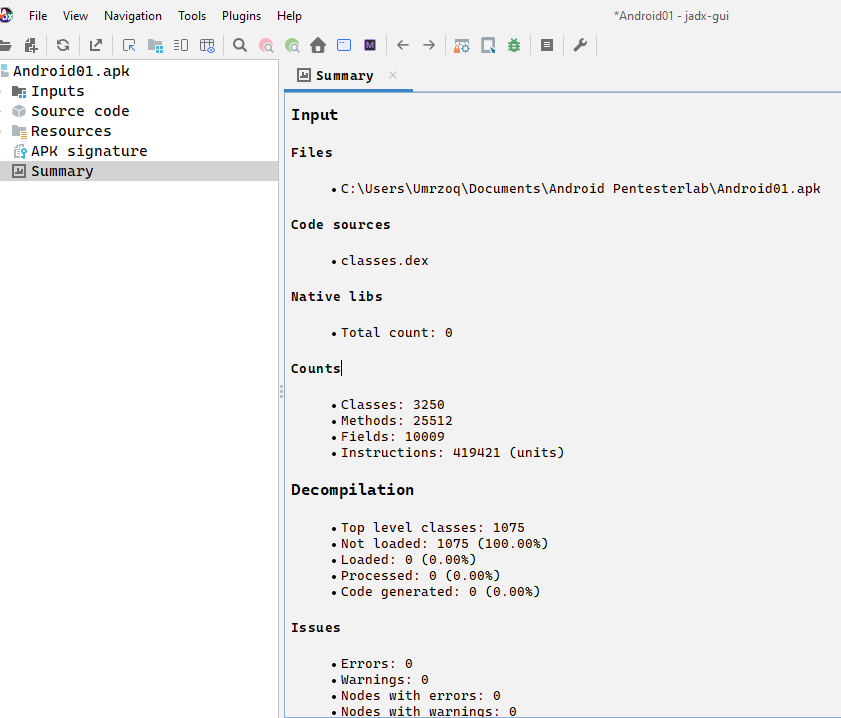 File View Navigation Tools Plugins Help *Android01 - jadx-gui
Android01.apk
Inputs
Source code
Resources
APK signature
Summary
Summary
Input
Files
• C:\Users\Umrzoq\Documents\Android Pentesterlab\Android01.apk
Code sources
• classes.dex
Native libs
• Total count: 0
Counts
• Classes: 3250
• Methods: 25512
• Fields: 10009
• Instructions: 419421 (units)
Decompilation
• Top level classes: 1075
• Not loaded: 1075 (100.00%)
• Loaded: 0 (0.00%)
• Processed: 0 (0.00%)
• Code generated: 0 (0.00%)
Issues
• Errors: 0
• Warnings: 0
• Nodes with errors: 0
• Nodes with warnings: 0